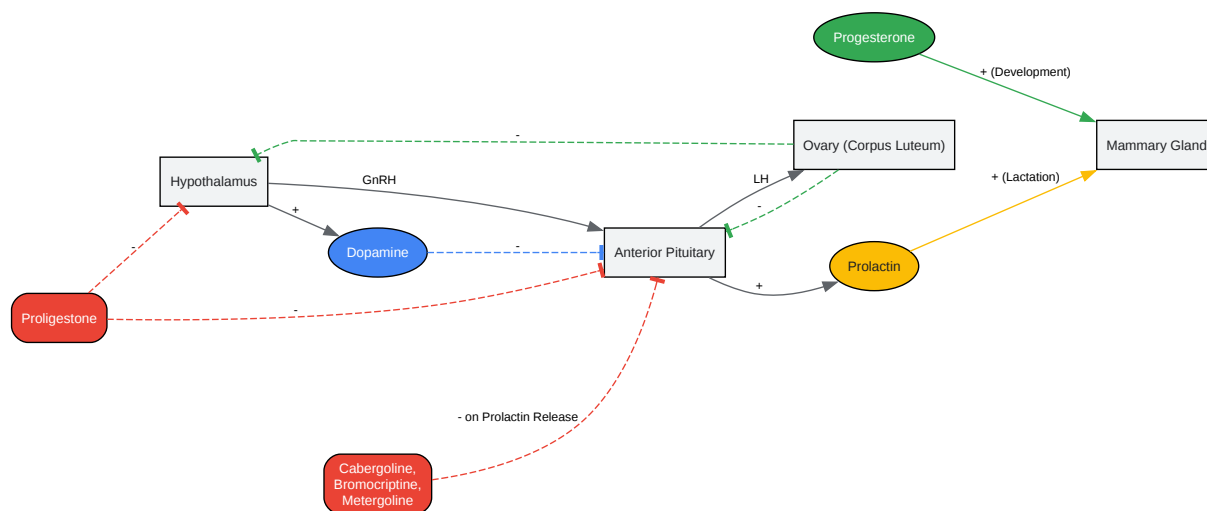 Progesterone
+ (Development)
-
Ovary (Corpus Luteum)
Mammary Gland
Hypothalamus
GnRH
LH
+ (Lactation)
+
-
-
Dopamine
-
Anterior Pituitary
Prolactin
+
Proligestone
-
- on Prolactin Release
Cabergoline,
Bromocriptine,
Metergoline